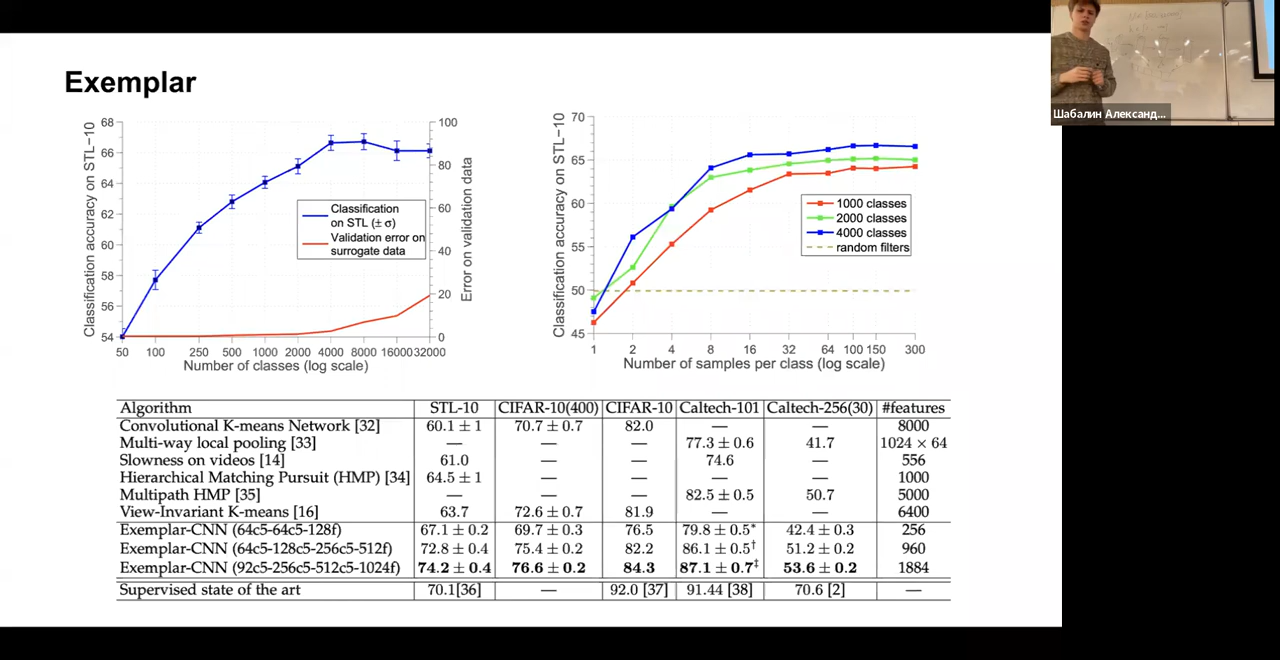 Exemplar
Classification accuracy on STL-10
68
66
64
62
60
58
56
54
100
80
60
40
20
0
Error on validation data
Classification
on STL (± σ)
Validation error on
surrogate data
50 100 250 500 1000 2000 4000 8000 16000 32000
Number of classes (log scale)
Classification accuracy on STL-10
70
65
60
55
50
45
1000 classes
2000 classes
4000 classes
random filters
1 2 4 8 16 32 64 100 150 300
Number of samples per class (log scale)
Algorithm STL-10 CIFAR-10(400) CIFAR-10 Caltech-101 Caltech-256(30) #features
Convolutional K-means Network [32] 60.1 ± 1 70.7 ± 0.7 82.0 — — 8000
Multi-way local pooling [33] — — — 77.3 ± 0.6 41.7 1024 × 64
Slowness on videos [14] 61.0 — — 74.6 — 556
Hierarchical Matching Pursuit (HMP) [34] 64.5 ± 1 — — — — 1000
Multipath HMP [35] — — — 82.5 ± 0.5 50.7 5000
View-Invariant K-means [16] 63.7 72.6 ± 0.7 81.9 — — 6400
Exemplar-CNN (64c5-64c5-128f) 67.1 ± 0.2 69.7 ± 0.3 76.5 79.8 ± 0.5* 42.4 ± 0.3 256
Exemplar-CNN (64c5-128c5-256c5-512f) 72.8 ± 0.4 75.4 ± 0.2 82.2 86.1 ± 0.5† 51.2 ± 0.2 960
Exemplar-CNN (92c5-256c5-512c5-1024f) 74.2 ± 0.4 76.6 ± 0.2 84.3 87.1 ± 0.7‡ 53.6 ± 0.2 1884
Supervised state of the art 70.1[36] — 92.0 [37] 91.44 [38] 70.6 [2] —
Шабалин Александ...